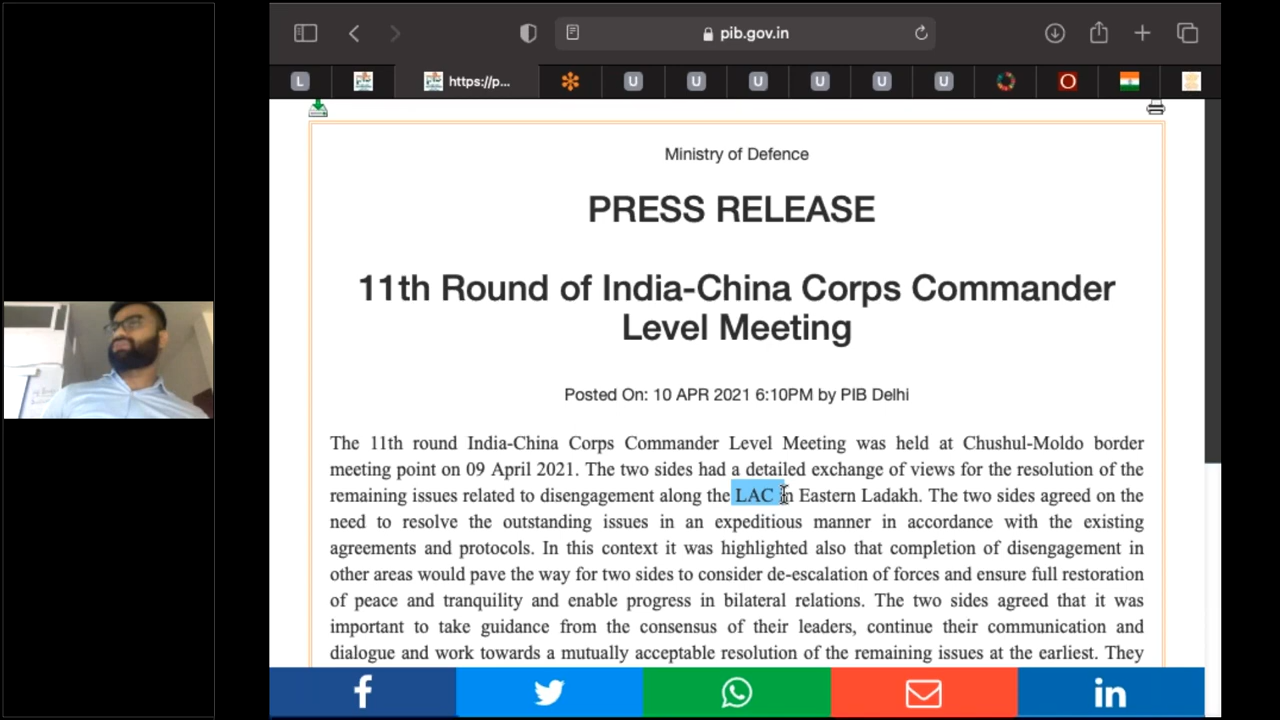 pib.gov.in
L
https://p...
U
U
U
U
U
U
O
Ministry of Defence
PRESS RELEASE
11th Round of India-China Corps Commander
Level Meeting
Posted On: 10 APR 2021 6:10PM by PIB Delhi
The 11th round India-China Corps Commander Level Meeting was held at Chushul-Moldo border
meeting point on 09 April 2021. The two sides had a detailed exchange of views for the resolution of the
remaining issues related to disengagement along the LAC in Eastern Ladakh. The two sides agreed on the
need to resolve the outstanding issues in an expeditious manner in accordance with the existing
agreements and protocols. In this context it was highlighted also that completion of disengagement in
other areas would pave the way for two sides to consider de-escalation of forces and ensure full restoration
of peace and tranquility and enable progress in bilateral relations. The two sides agreed that it was
important to take guidance from the consensus of their leaders, continue their communication and
dialogue and work towards a mutually acceptable resolution of the remaining issues at the earliest. They
f
in